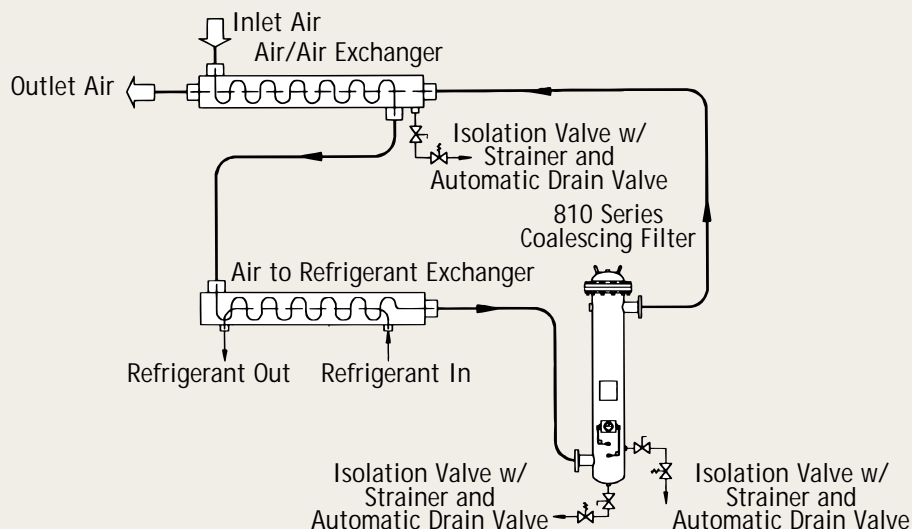 Inlet Air
Air/Air Exchanger
Outlet Air
Isolation Valve w/
Strainer and
Automatic Drain Valve
810 Series
Coalescing Filter
Air to Refrigerant Exchanger
Refrigerant Out
Refrigerant In
Isolation Valve w/
Strainer and
Automatic Drain Valve
Isolation Valve w/
Strainer and
Automatic Drain Valve